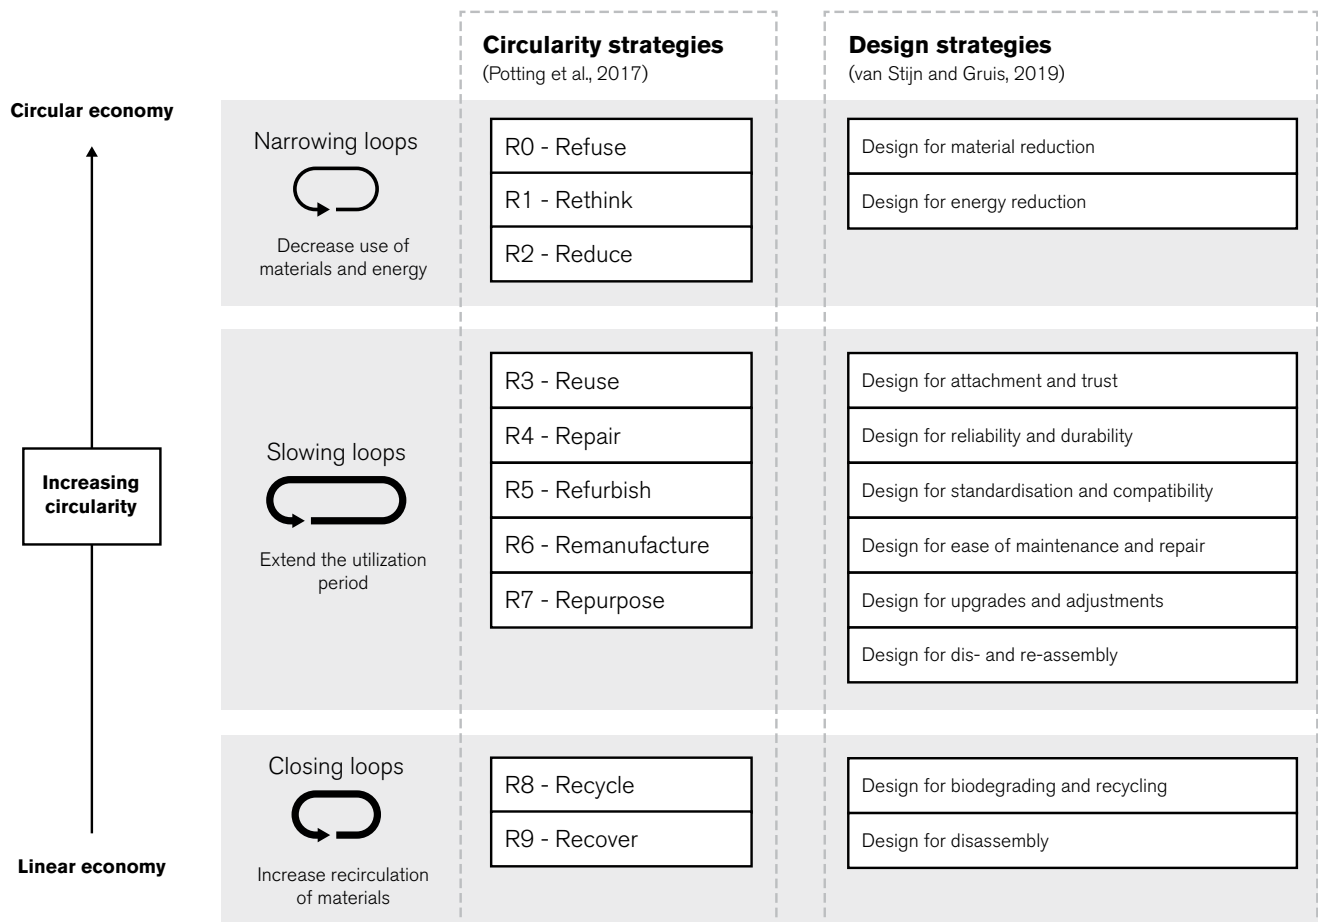 Circularity strategies
(Potting et al., 2017)
Design strategies
(van Stijn and Gruis, 2019)
Circular economy
Increasing
circularity
Linear economy
Narrowing loops
Decrease use of
materials and energy
R0 - Refuse
R1 - Rethink
R2 - Reduce
Design for material reduction
Design for energy reduction
Slowing loops
Extend the utilization
period
R3 - Reuse
R4 - Repair
R5 - Refurbish
R6 - Remanufacture
R7 - Repurpose
Design for attachment and trust
Design for reliability and durability
Design for standardisation and compatibility
Design for ease of maintenance and repair
Design for upgrades and adjustments
Design for dis- and re-assembly
Closing loops
Increase recirculation
of materials
R8 - Recycle
R9 - Recover
Design for biodegrading and recycling
Design for disassembly